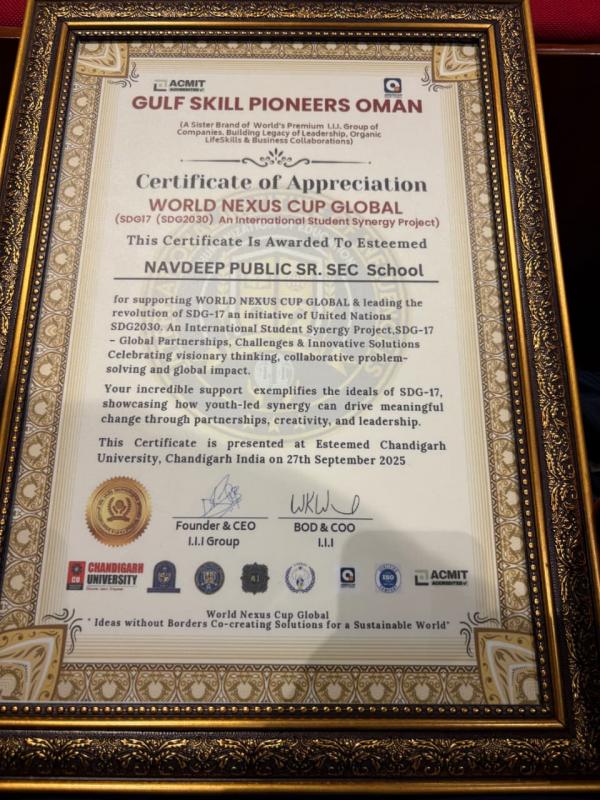 ACMIT
ACCREDITED
GULF SKILL PIONEERS OMAN
(A Sister Brand of World's Premium I.I.I. Group of
Companies, Building Legacy of Leadership, Organic
LifeSkills & Business Collaborations)
Certificate of Appreciation
WORLD NEXUS CUP GLOBAL
(SDG17 (SDG2030) An International Student Synergy Project)
This Certificate Is Awarded To Esteemed
NAVDEEP PUBLIC SR. SEC School
for supporting WORLD NEXUS CUP GLOBAL & leading the
revolution of SDG-17 an initiative of United Nations
SDG2030. An International Student Synergy Project,SDG-17
– Global Partnerships, Challenges & Innovative Solutions
Celebrating visionary thinking, collaborative problem-
solving and global impact.
Your incredible support exemplifies the ideals of SDG-17,
showcasing how youth-led synergy can drive meaningful
change through partnerships, creativity, and leadership.
This Certificate is presented at Esteemed Chandigarh
University, Chandigarh India on 27th September 2025
Founder & CEO
I.I.I Group
BOD & COO
I.I.I
CU
CHANDIGARH
UNIVERSITY
ISO
ACMIT
ACCREDITED
World Nexus Cup Global
" Ideas without Borders Co-creating Solutions for a Sustainable World"